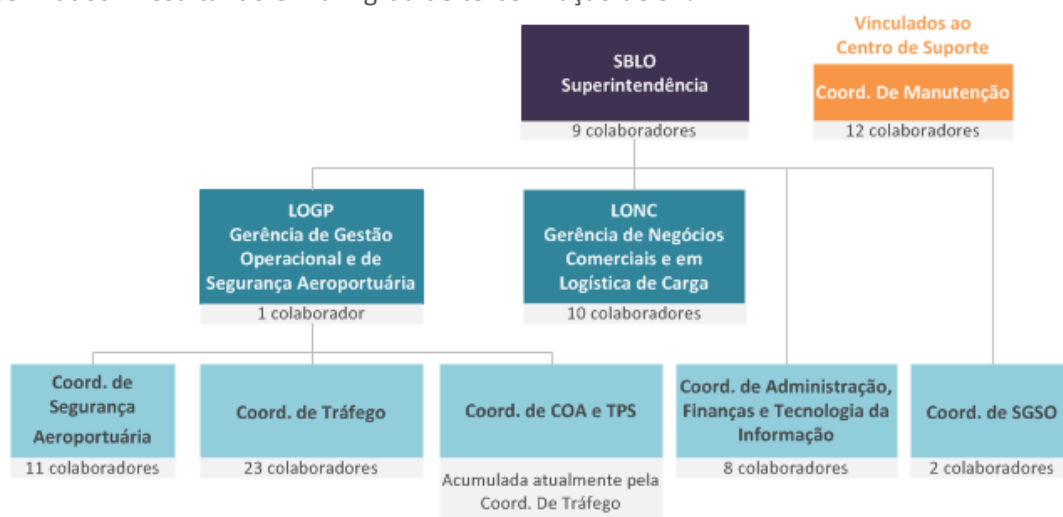 Vinculados ao
Centro de Suporte
SBLO
Superintendência
9 colaboradores
Coord. De Manutenção
12 colaboradores
LOGP
Gerência de Gestão
Operacional e de
Segurança Aeroportuária
1 colaborador
LONC
Gerência de Negócios
Comerciais e em
Logística de Carga
10 colaboradores
Coord. de
Segurança
Aeroportuária
11 colaboradores
Coord. de Tráfego
23 colaboradores
Coord. de COA e TPS
Acumulada atualmente pela
Coord. De Tráfego
Coord. de Administração,
Finanças e Tecnologia da
Informação
8 colaboradores
Coord. de SGSO
2 colaboradores